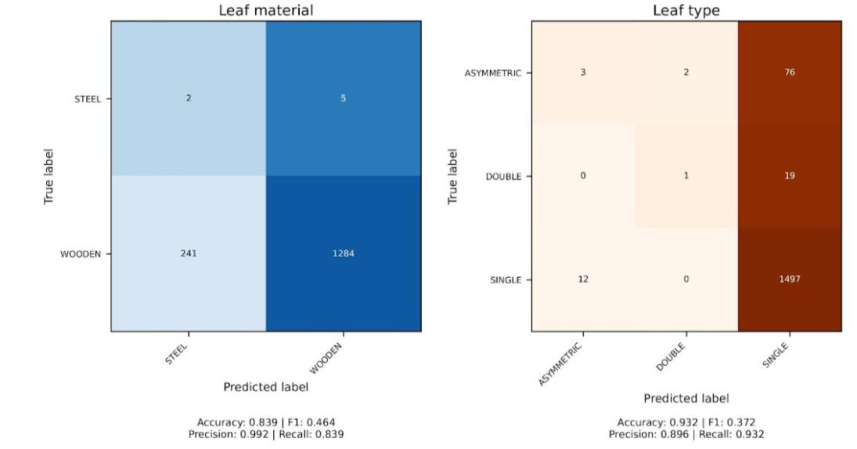 Leaf material
STEEL
2
5
True label
WOODEN
241
1284
STEEL
WOODEN
Predicted label
Accuracy: 0.839 | F1: 0.464
Precision: 0.992 | Recall: 0.839
Leaf type
ASYMMETRIC
3
2
76
True label
DOUBLE
0
1
19
SINGLE
12
0
1497
ASYMMETRIC
DOUBLE
SINGLE
Predicted label
Accuracy: 0.932 | F1: 0.372
Precision: 0.896 | Recall: 0.932